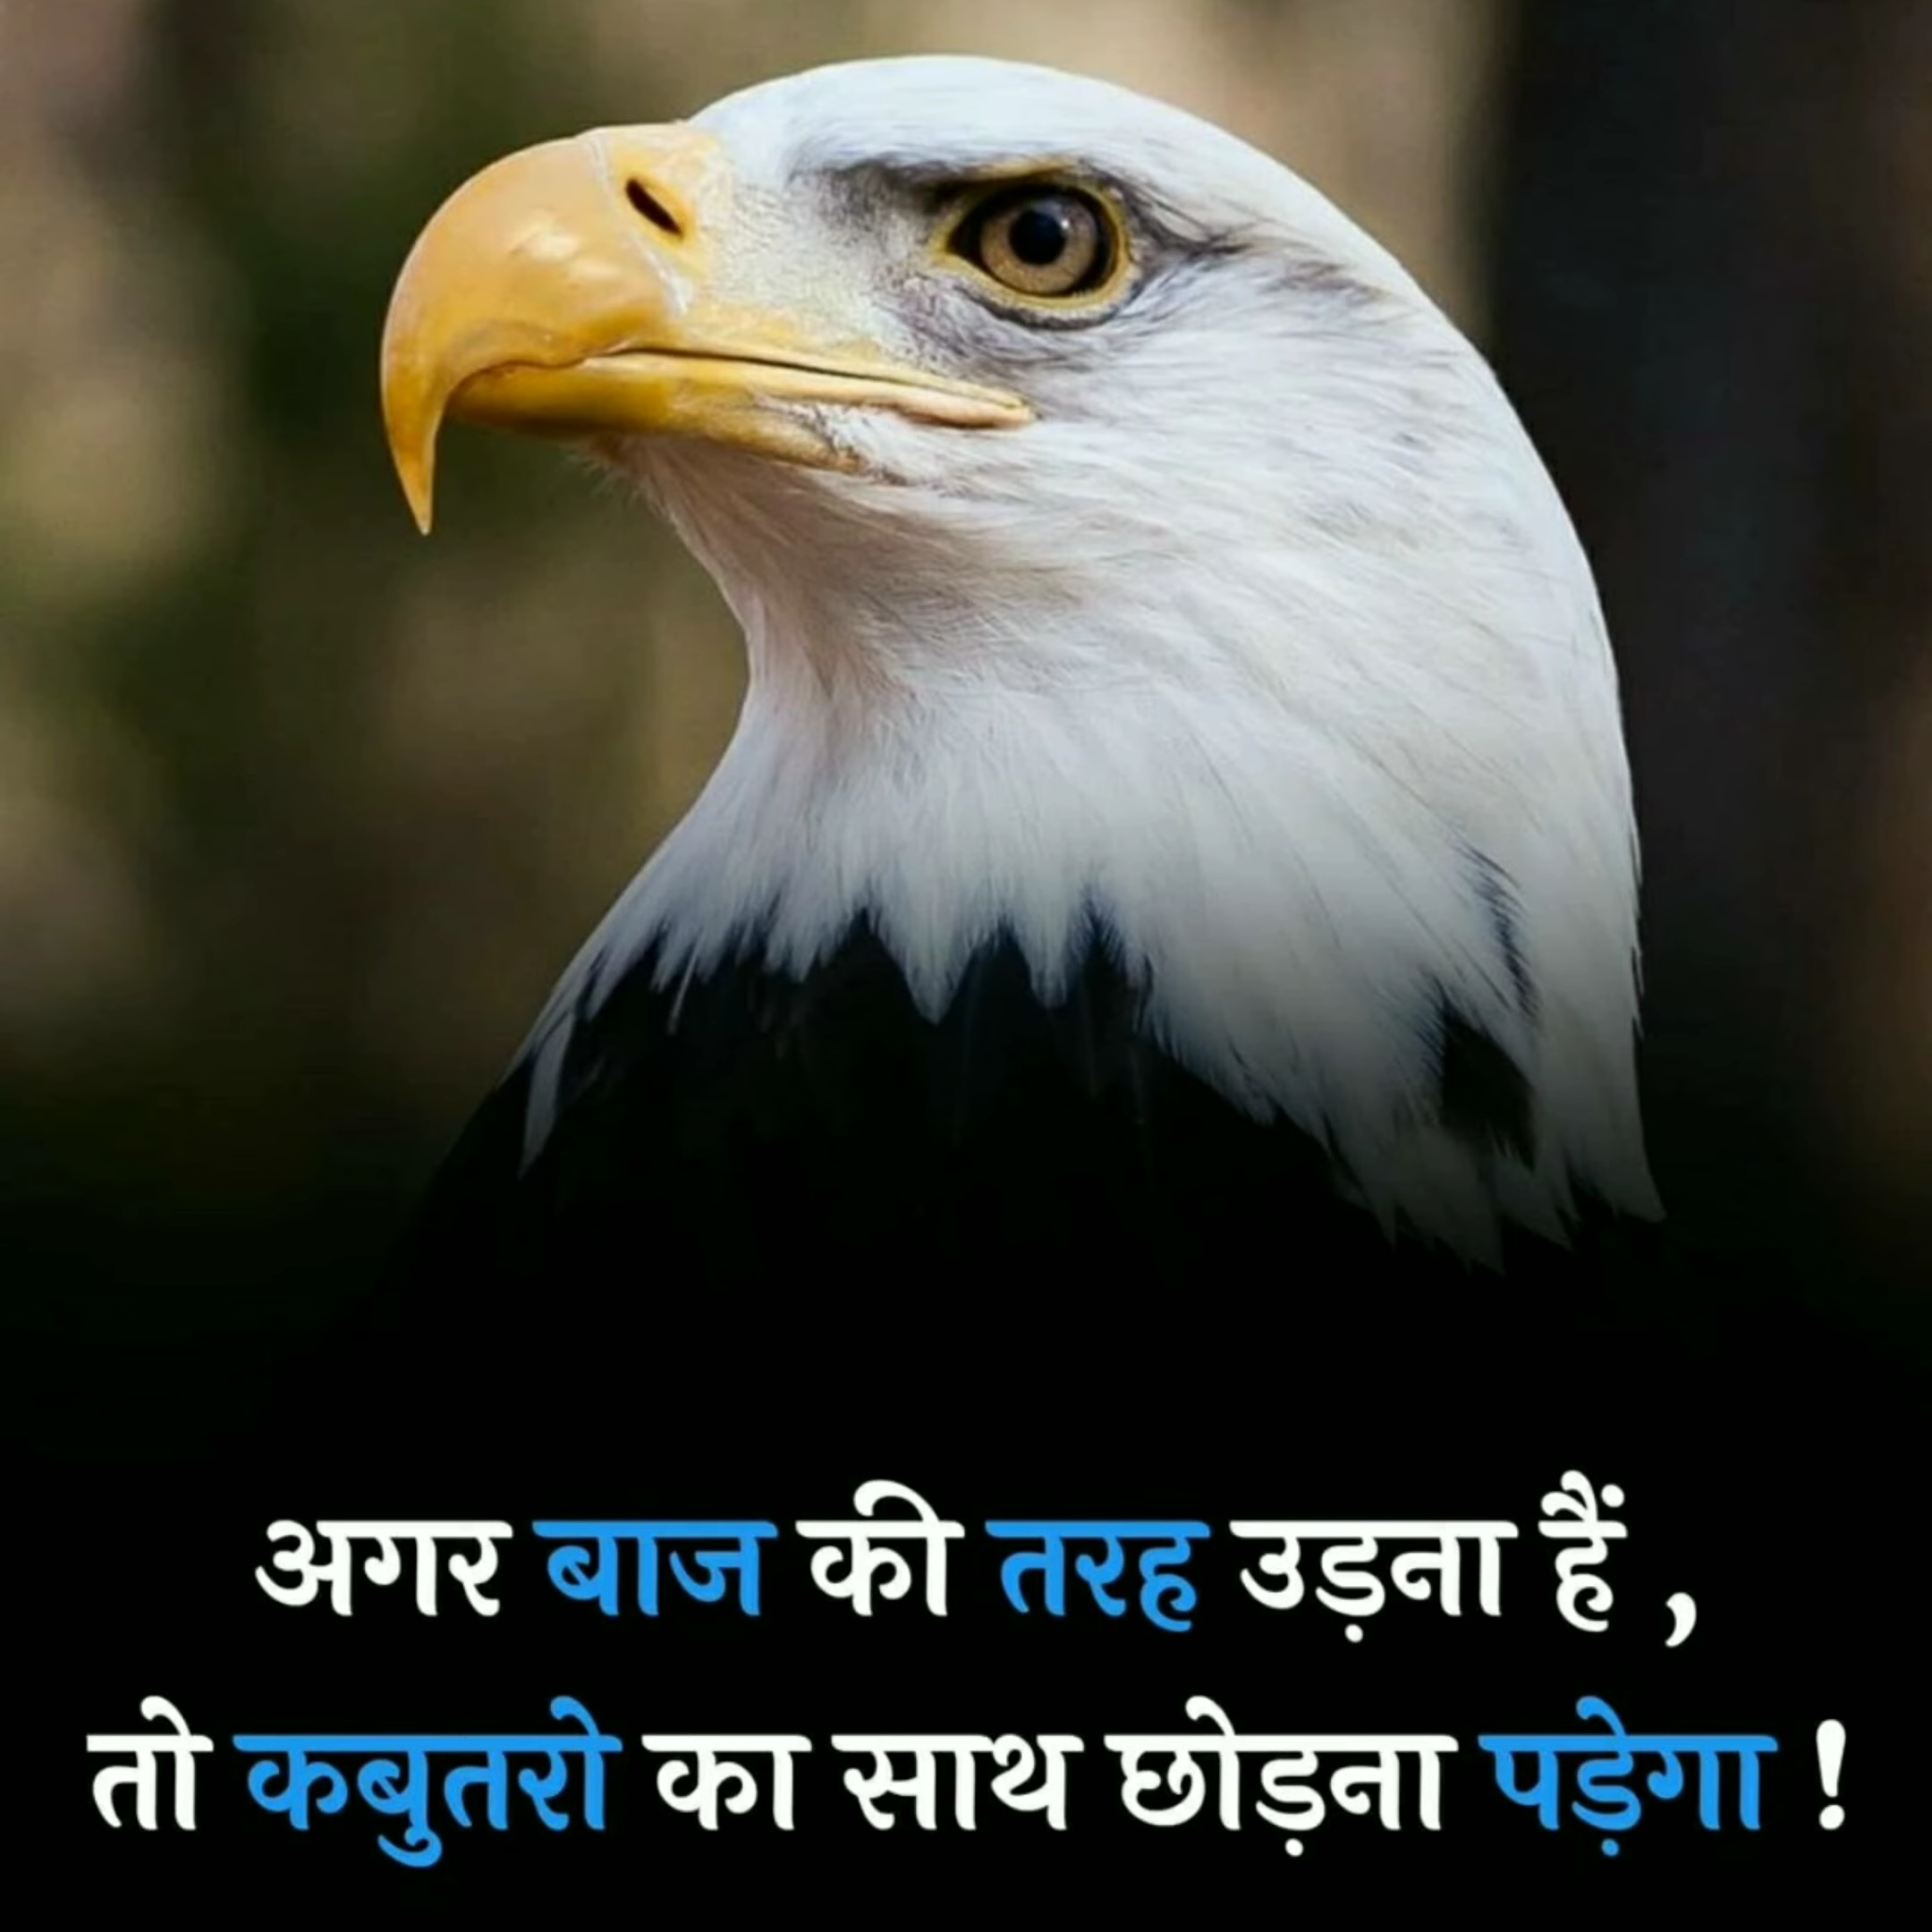 अगर बाज की तरह उड़ना हैं ,
तो कबुतरो का साथ छोड़ना पड़ेगा !